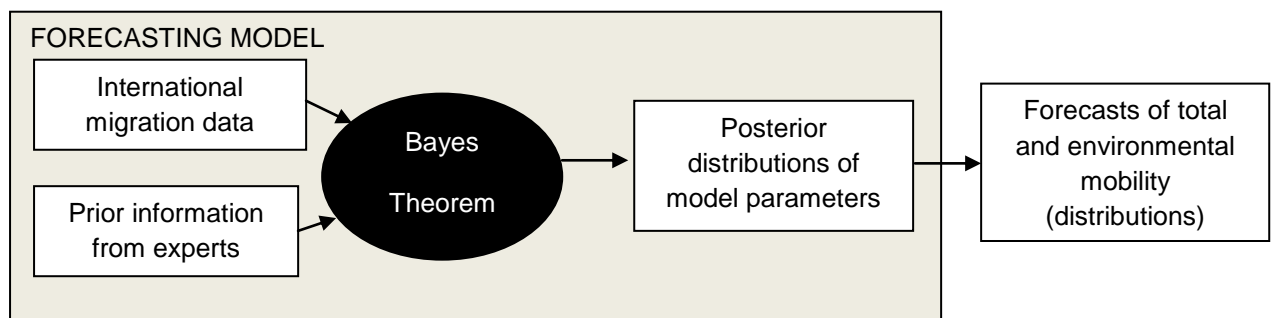 FORECASTING MODEL
International
migration data
Prior information
from experts
Bayes
Theorem
Posterior
distributions of
model parameters
Forecasts of total
and environmental
mobility
(distributions)